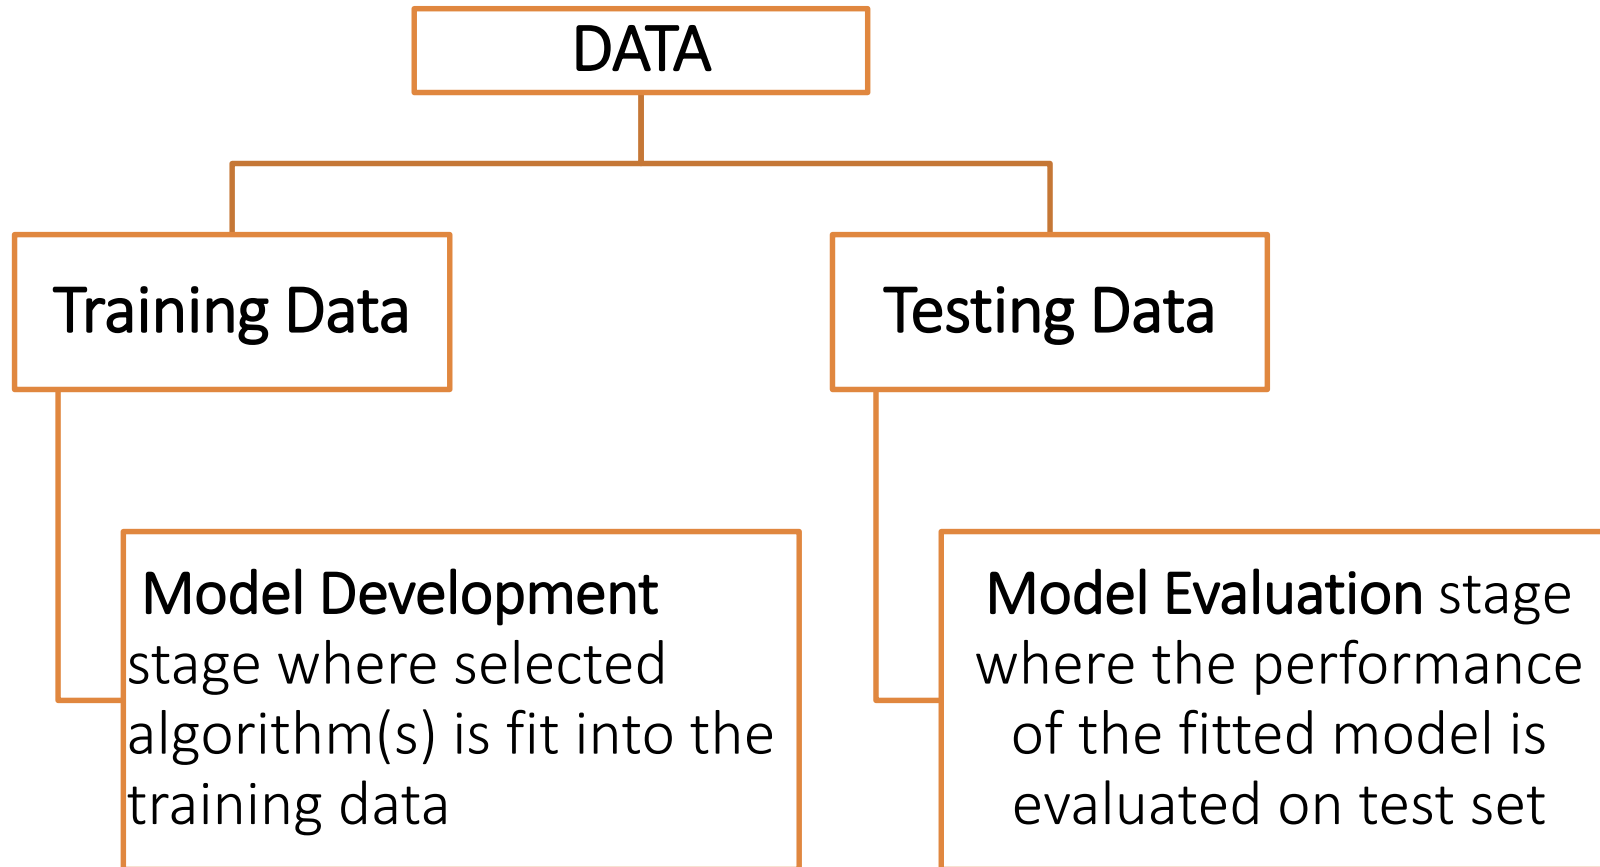 DATA
Training Data
Testing Data
Model Development
stage where selected
algorithm(s) is fit into the
training data
Model Evaluation stage
where the performance
of the fitted model is
evaluated on test set